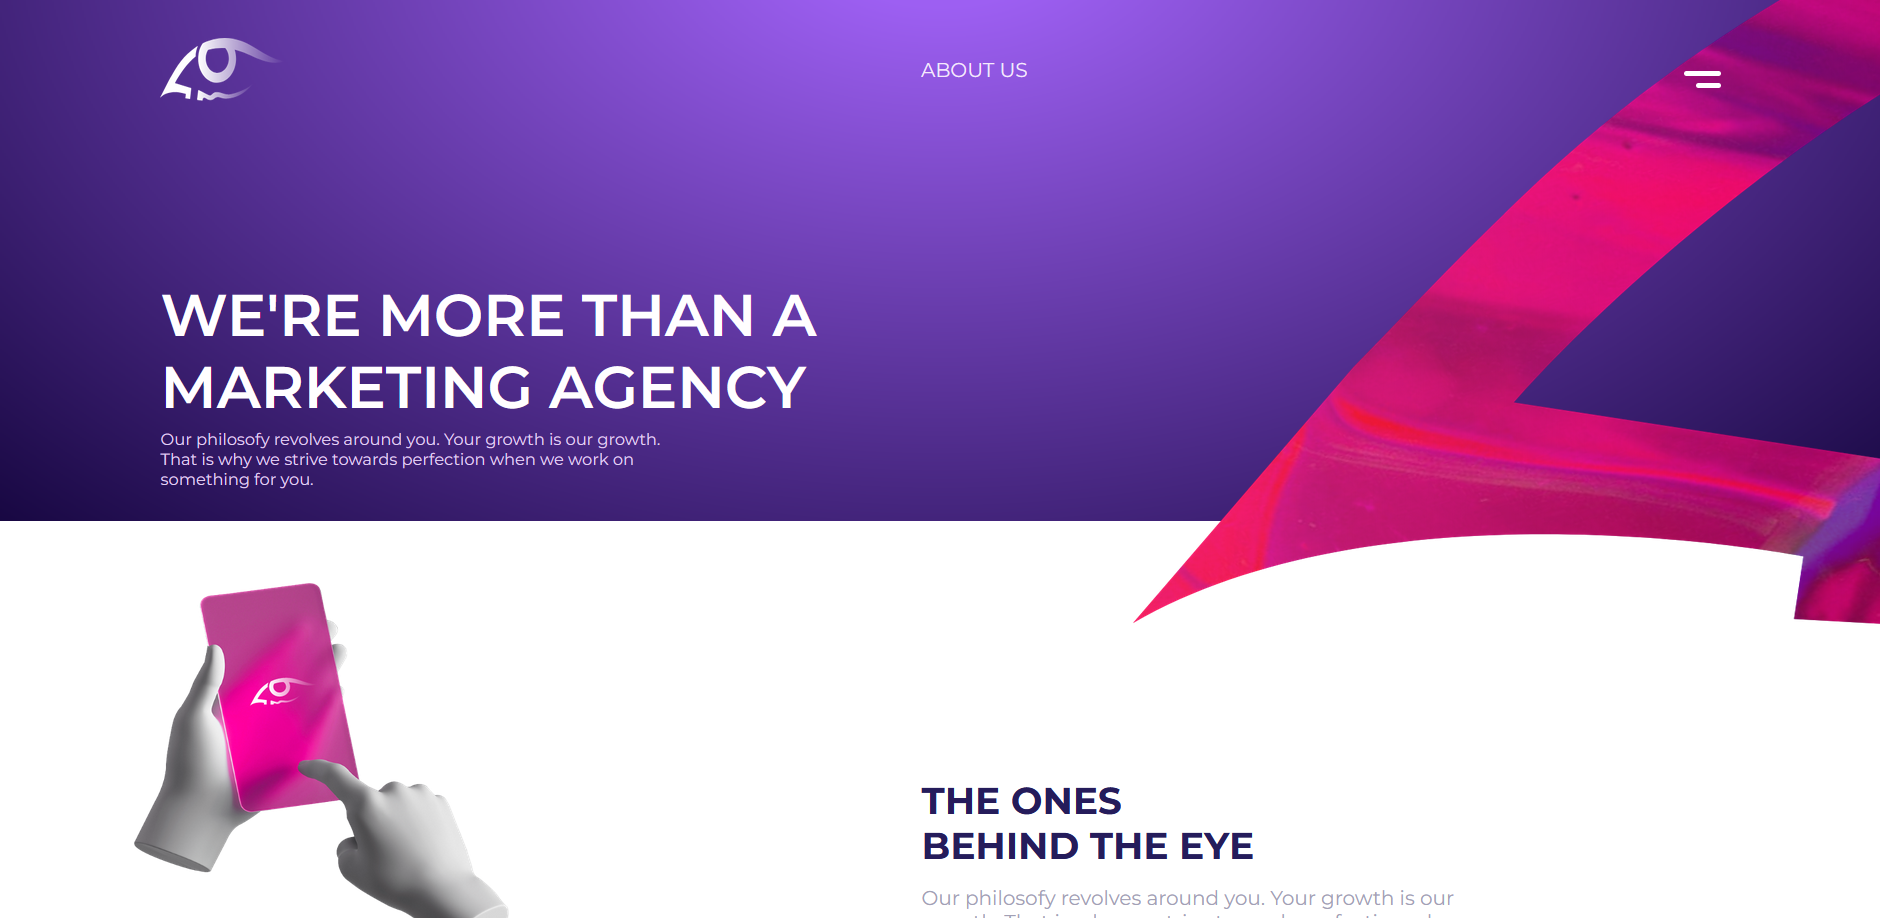 ABOUT US
WE'RE MORE THAN A
MARKETING AGENCY
Our philosofy revolves around you. Your growth is our growth.
That is why we strive towards perfection when we work on
something for you.
THE ONES
BEHIND THE EYE
Our philosofy revolves around you. Your growth is our